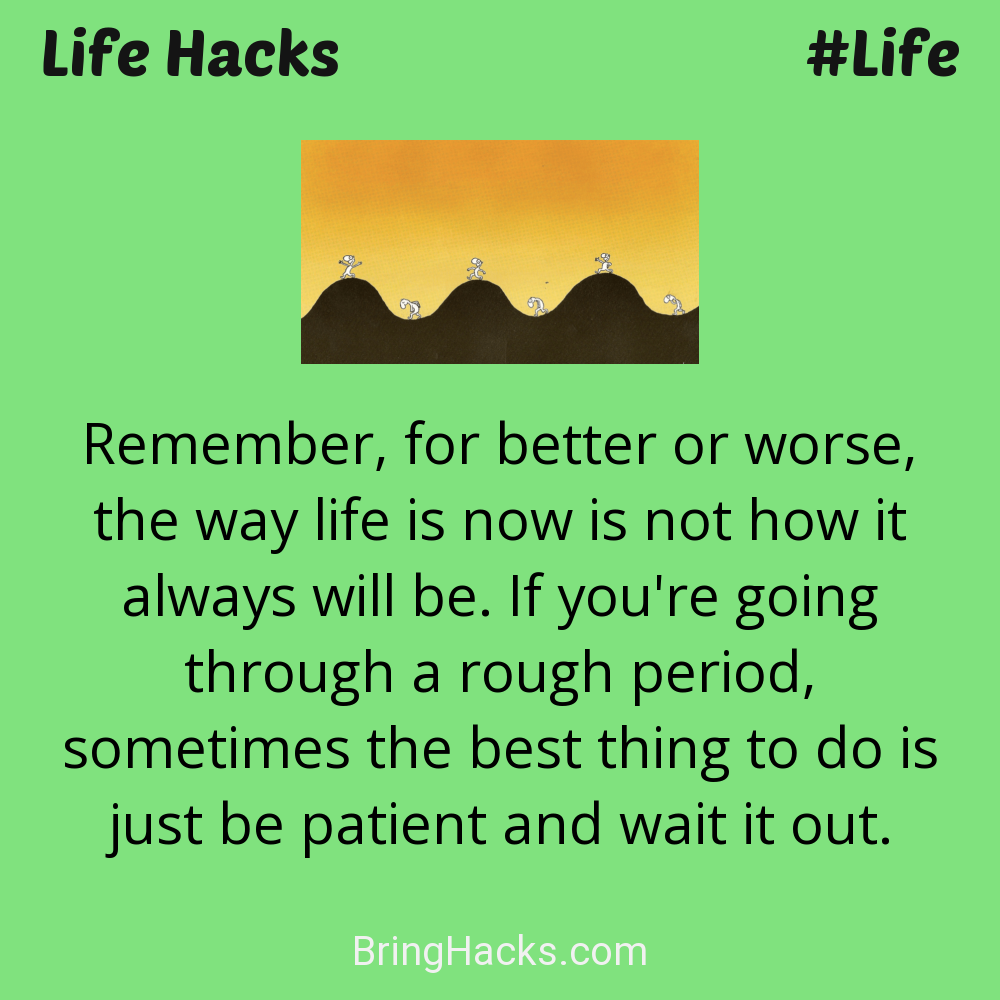 Life Hacks #Life
Remember, for better or worse,
the way life is now is not how it
always will be. If you're going
through a rough period,
sometimes the best thing to do is
just be patient and wait it out.
BringHacks.com